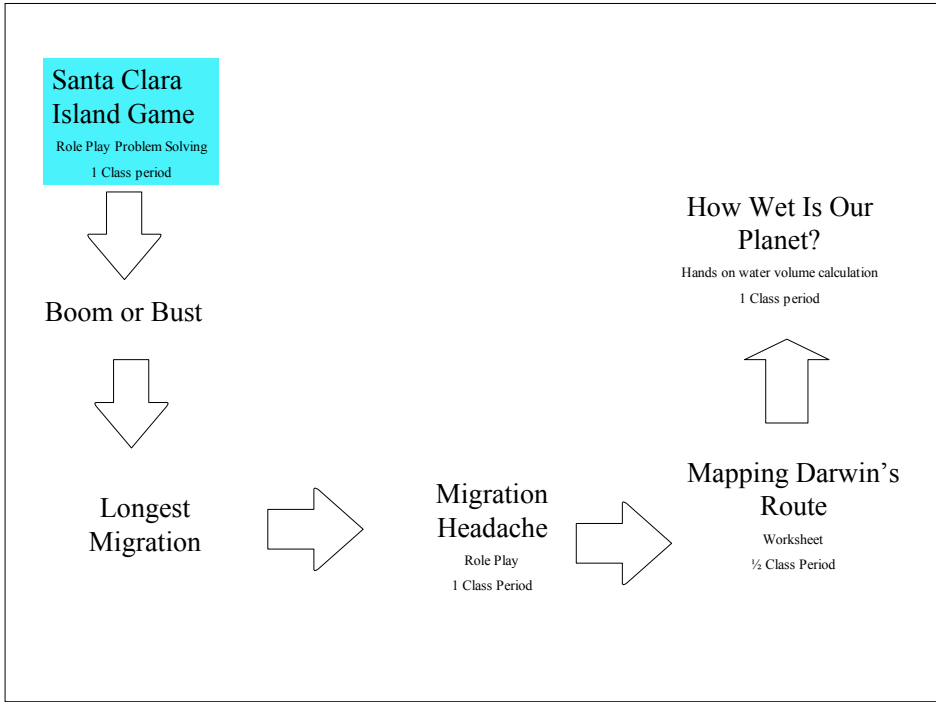 Santa Clara
Island Game
Role Play Problem Solving
1 Class period
Boom or Bust
Longest
Migration
Migration
Headache
Role Play
1 Class Period
Mapping Darwin’s
Route
Worksheet
½ Class Period
How Wet Is Our
Planet?
Hands on water volume calculation
1 Class period